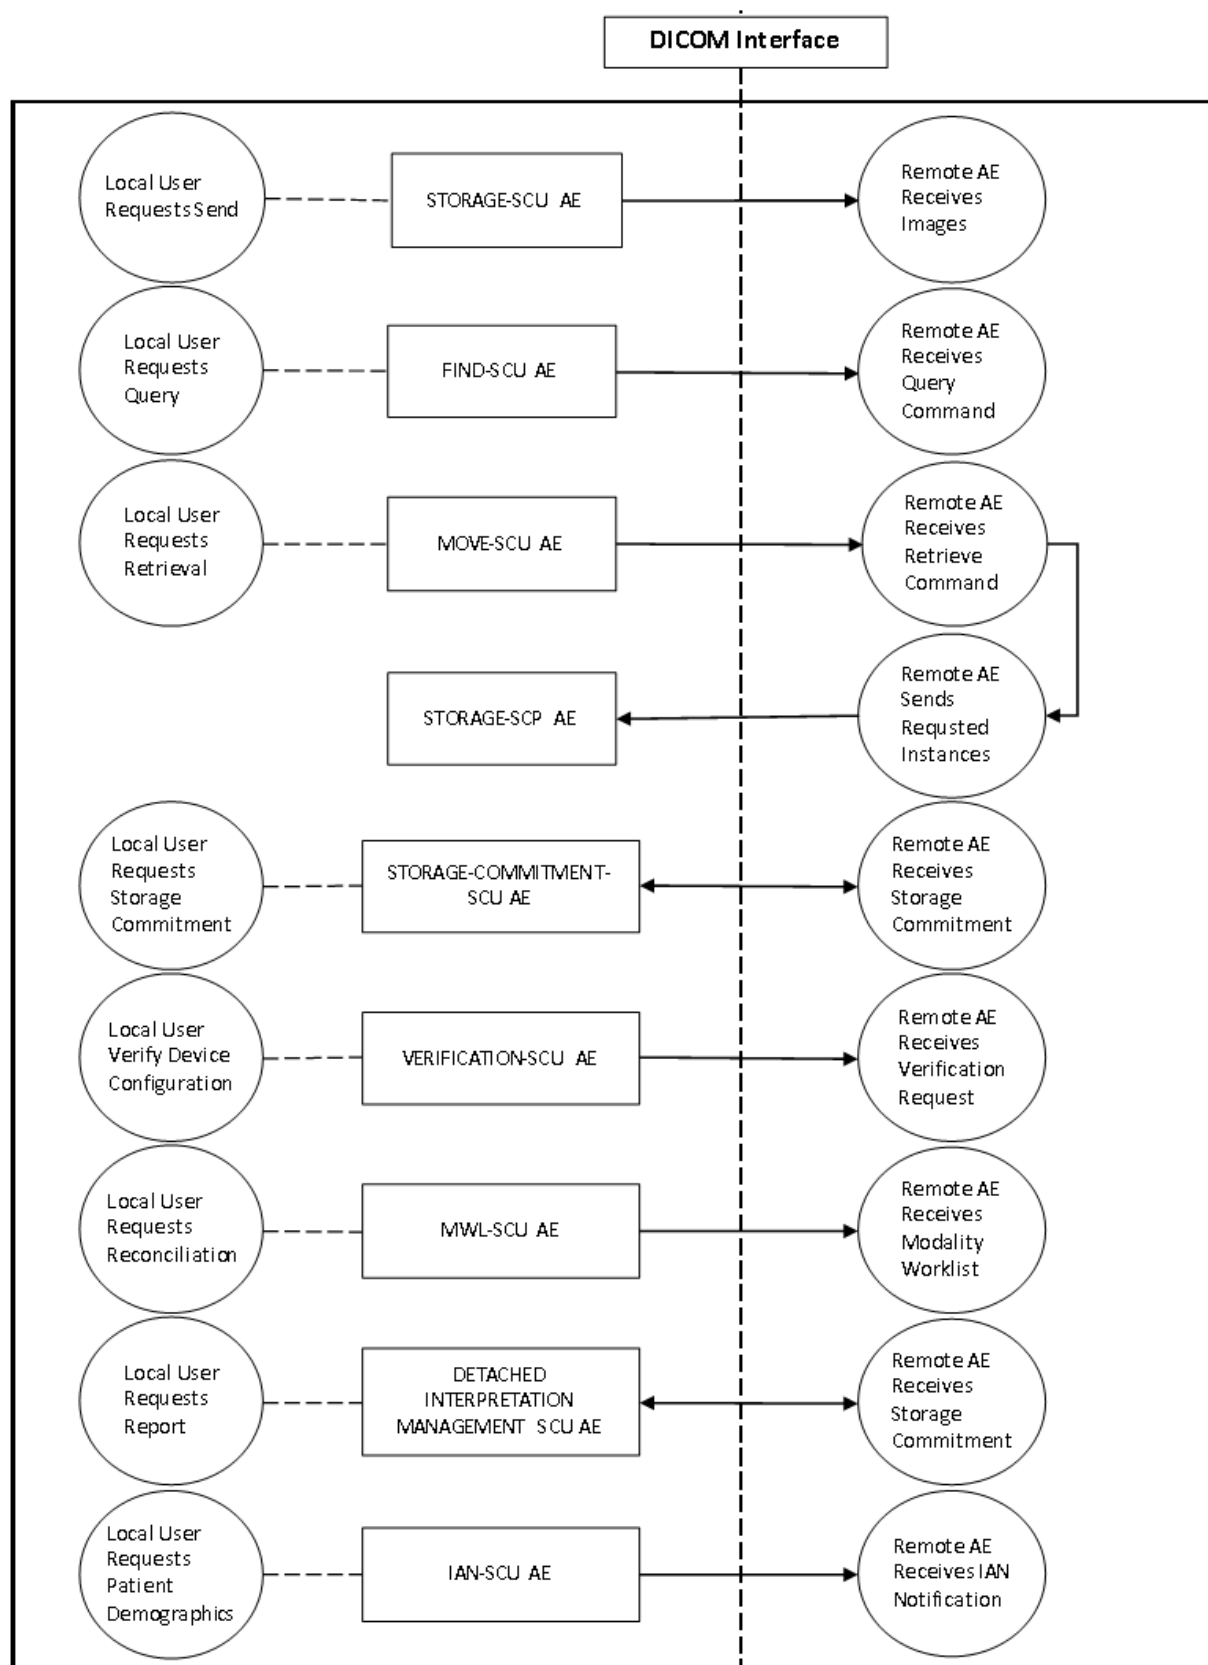 DICOM Interface
Local User
Requests Send
STORAGE-SCU AE
Remote AE
Receives
Images
Local User
Requests
Query
FIND-SCU AE
Remote AE
Receives
Query
Command
Local User
Requests
Retrieval
MOVE-SCU AE
Remote AE
Receives
Retrieve
Command
STORAGE-SCP AE
Remote AE
Sends
Requsted
Instances
Local User
Requests
Storage
Commitment
STORAGE-COMMITMENT-
SCU AE
Remote AE
Receives
Storage
Commitment
Local User
Verify Device
Configuration
VERIFICATION-SCU AE
Remote AE
Receives
Verification
Request
Local User
Requests
Reconciliation
MWL-SCU AE
Remote AE
Receives
Modality
Worklist
Local User
Requests
Report
DETACHED
INTERPRETATION
MANAGEMENT SCU AE
Remote AE
Receives
Storage
Commitment
Local User
Requests
Patient
Demographics
IAN-SCU AE
Remote AE
Receives IAN
Notification